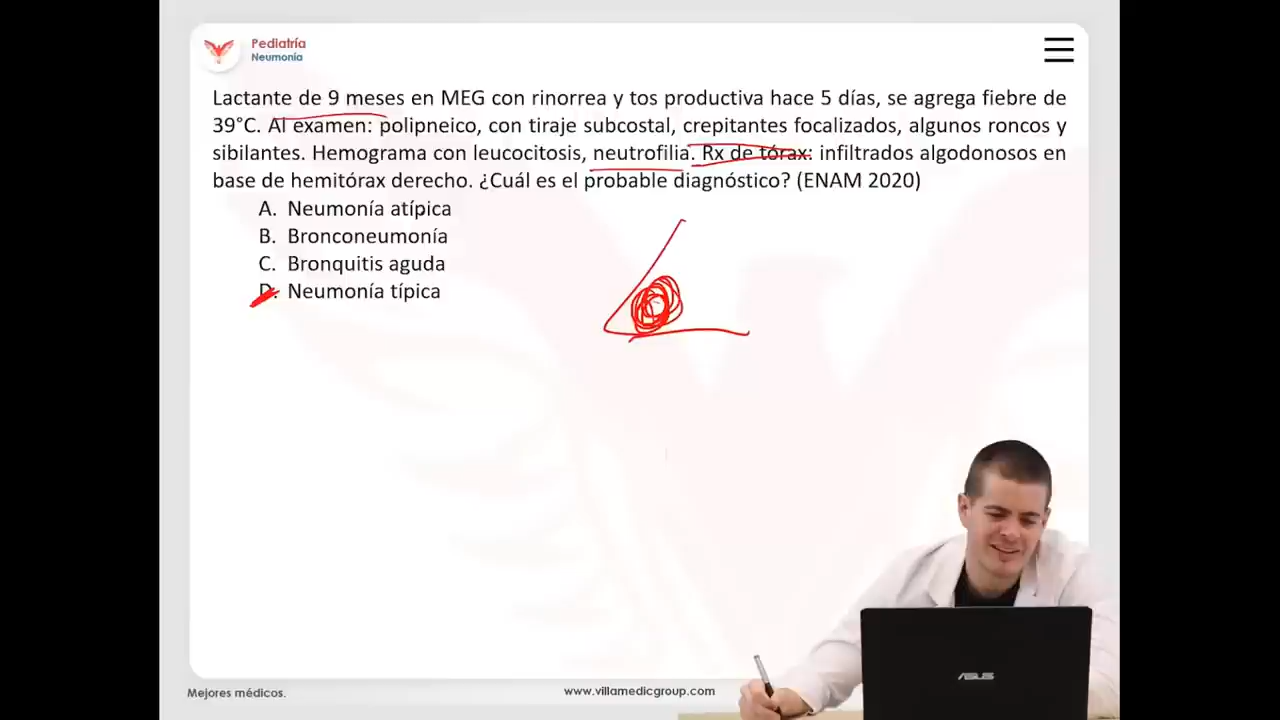 Pediatría
Neumonía
Lactante de 9 meses en MEG con rinorrea y tos productiva hace 5 días, se agrega fiebre de
39°C. Al examen: polipneico, con tiraje subcostal, crepitantes focalizados, algunos roncos y
sibilantes. Hemograma con leucocitosis, neutrofilia. Rx de tórax: infiltrados algodonosos en
base de hemitórax derecho. ¿Cuál es el probable diagnóstico? (ENAM 2020)
A. Neumonía atípica
B. Bronconeumonía
C. Bronquitis aguda
D. Neumonía típica
ASUS
Mejores médicos.
www.villamedicgroup.com